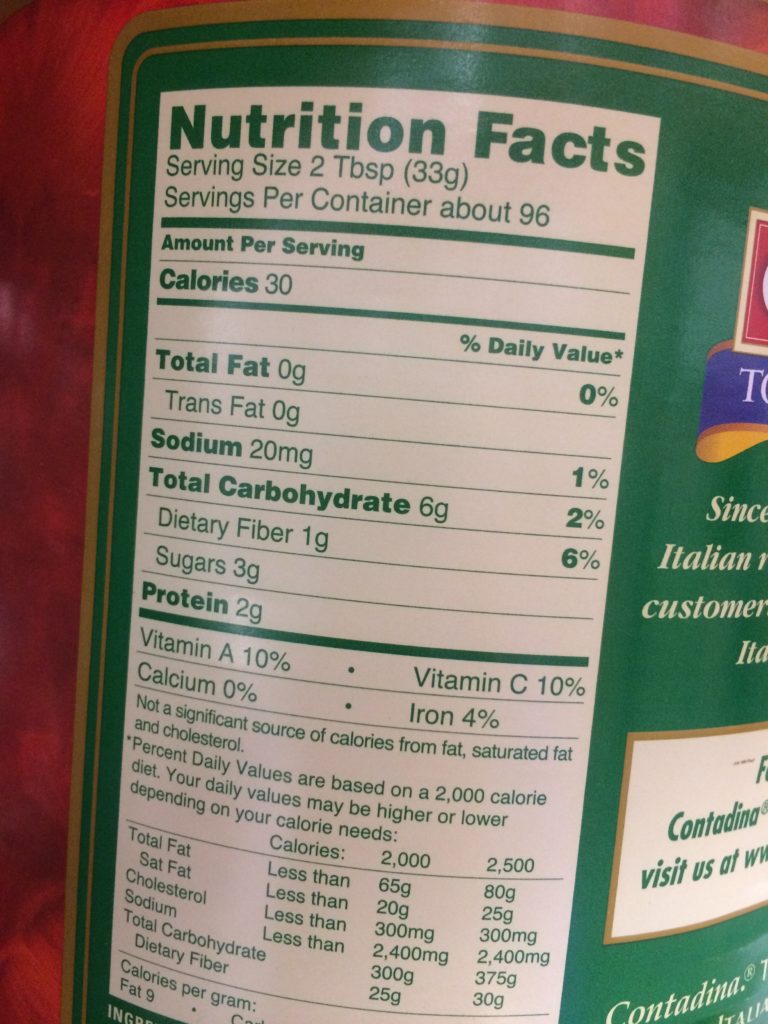 Nutrition Facts
Serving Size 2 Tbsp (33g)
Servings Per Container about 96
Amount Per Serving
Calories 30
% Daily Value*
Total Fat 0g 0%
Trans Fat 0g
Sodium 20mg 1%
Total Carbohydrate 6g 2%
Dietary Fiber 1g 6%
Sugars 3g
Protein 2g
Vitamin A 10% • Vitamin C 10%
Calcium 0% • Iron 4%
Not a significant source of calories from fat, saturated fat
and cholesterol.
*Percent Daily Values are based on a 2,000 calorie
diet. Your daily values may be higher or lower
depending on your calorie needs:
Calories: 2,000 2,500
Total Fat Less than 65g 80g
Sat Fat Less than 20g 25g
Cholesterol Less than 300mg 300mg
Sodium Less than 2,400mg 2,400mg
Total Carbohydrate 300g 375g
Dietary Fiber 25g 30g
Calories per gram:
Fat 9 •
Since
Italian
customer
Contadina®
visit us at
Contadina.®